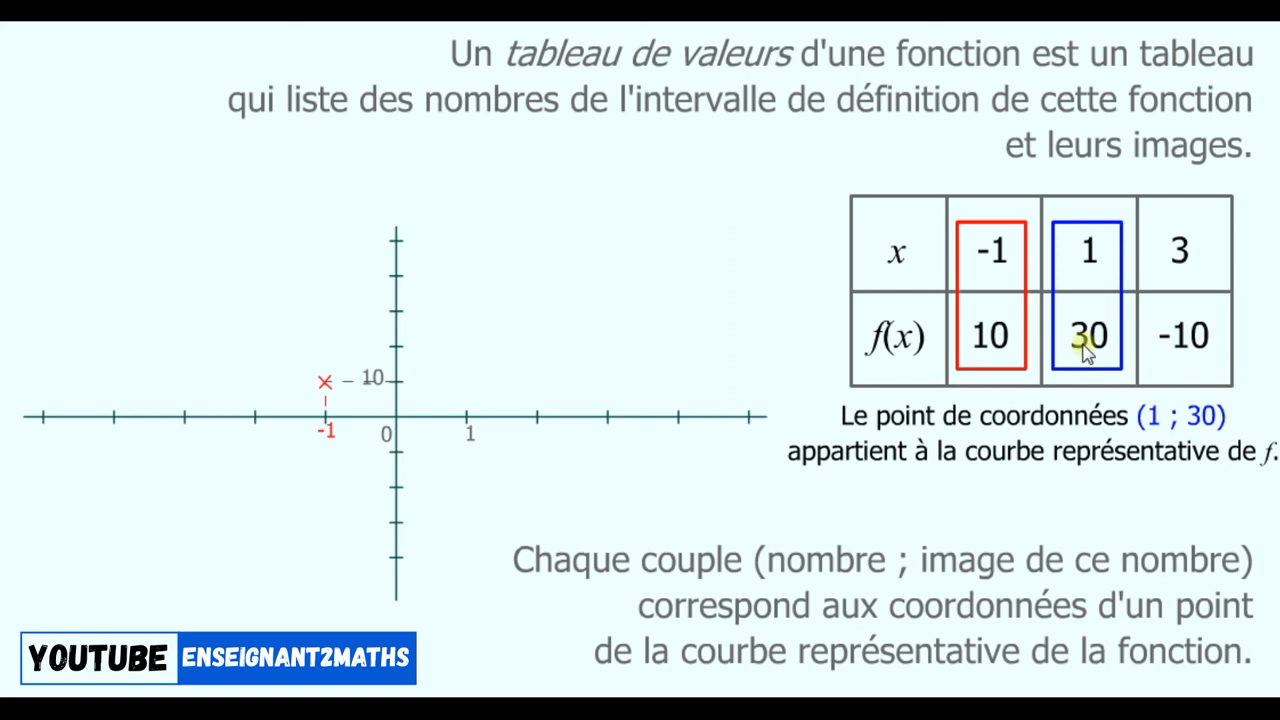 Un tableau de valeurs d'une fonction est un tableau
qui liste des nombres de l'intervalle de définition de cette fonction
et leurs images.
x -1 1 3
f(x) 10 30 -10
10
-1 0 1
Le point de coordonnées (1 ; 30)
appartient à la courbe représentative de f.
Chaque couple (nombre ; image de ce nombre)
correspond aux coordonnées d'un point
de la courbe représentative de la fonction.
YOUTUBE ENSEIGNANT2MATHS